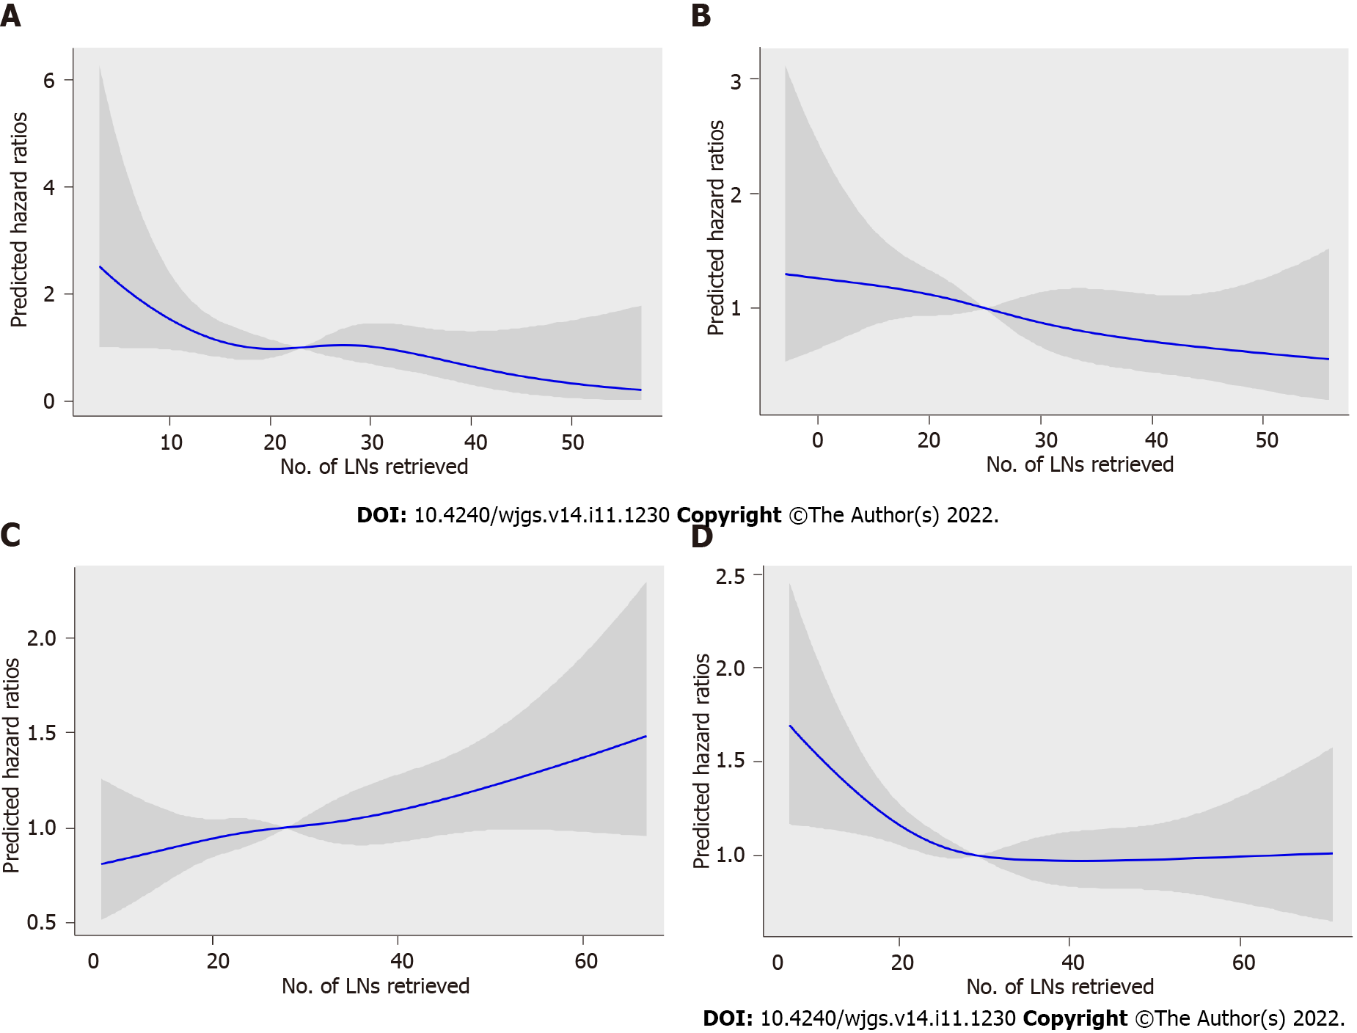 A
Predicted hazard ratios
6
4
2
0
10 20 30 40 50
No. of LNs retrieved
B
Predicted hazard ratios
3
2
1
0 20 30 40 50
No. of LNs retrieved
DOI: 10.4240/wjgs.v14.i11.1230 Copyright ©The Author(s) 2022.
C
Predicted hazard ratios
2.0
1.5
1.0
0.5
0 20 40 60
No. of LNs retrieved
D
Predicted hazard ratios
2.5
2.0
1.5
1.0
0 20 40 60
No. of LNs retrieved
DOI: 10.4240/wjgs.v14.i11.1230 Copyright ©The Author(s) 2022.